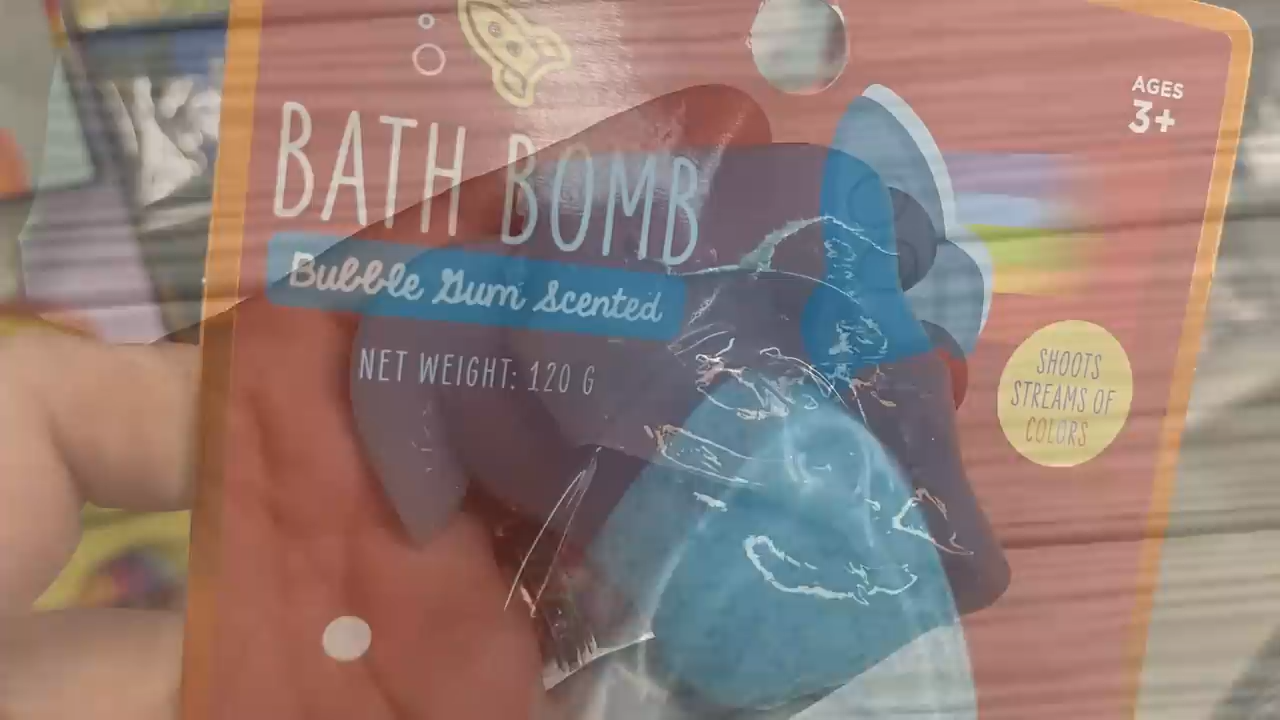 BATH BOMB
Bubble Gum Scented
NET WEIGHT: 120 G
AGES
3+
SHOOTS
STREAMS OF
COLORS